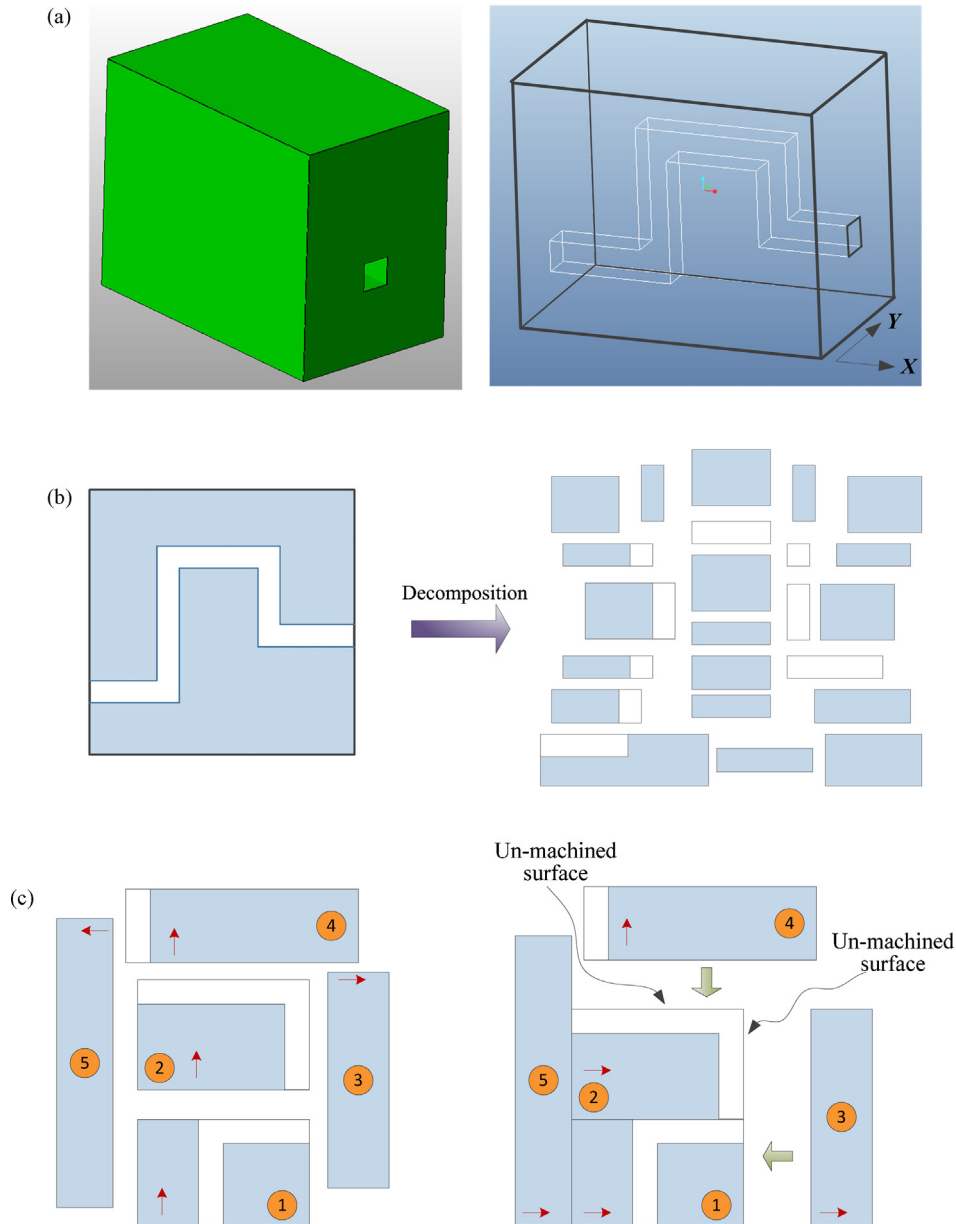 (a)
Y
X
(b)
Decomposition
(c)
4
5
2
3
1
Un-machined
surface
4
Un-machined
surface
5
2
3
1